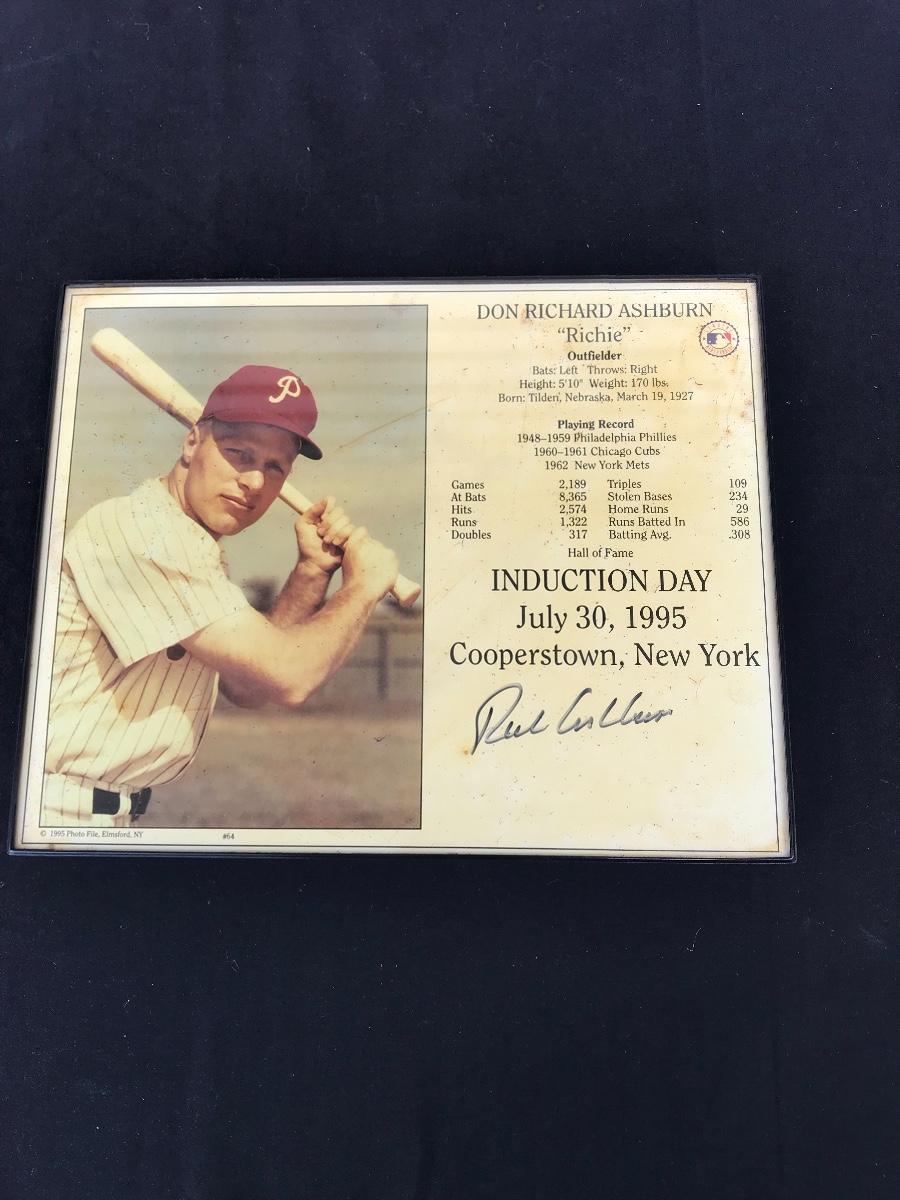 P
DON RICHARD ASHBURN
“Richie”
Outfielder
Bats: Left Throws: Right
Height: 5'10" Weight: 170 lbs.
Born: Tilden, Nebraska, March 19, 1927
Playing Record
1948–1959 Philadelphia Phillies
1960–1961 Chicago Cubs
1962 New York Mets
Games 2,189 Triples 109
At Bats 8,365 Stolen Bases 234
Hits 2,574 Home Runs 29
Runs 1,322 Runs Batted In 586
Doubles 317 Batting Avg. .308
Hall of Fame
INDUCTION DAY
July 30, 1995
Cooperstown, New York
Rich Ashburn
© 1995 Photo File, Elmsford, NY #64